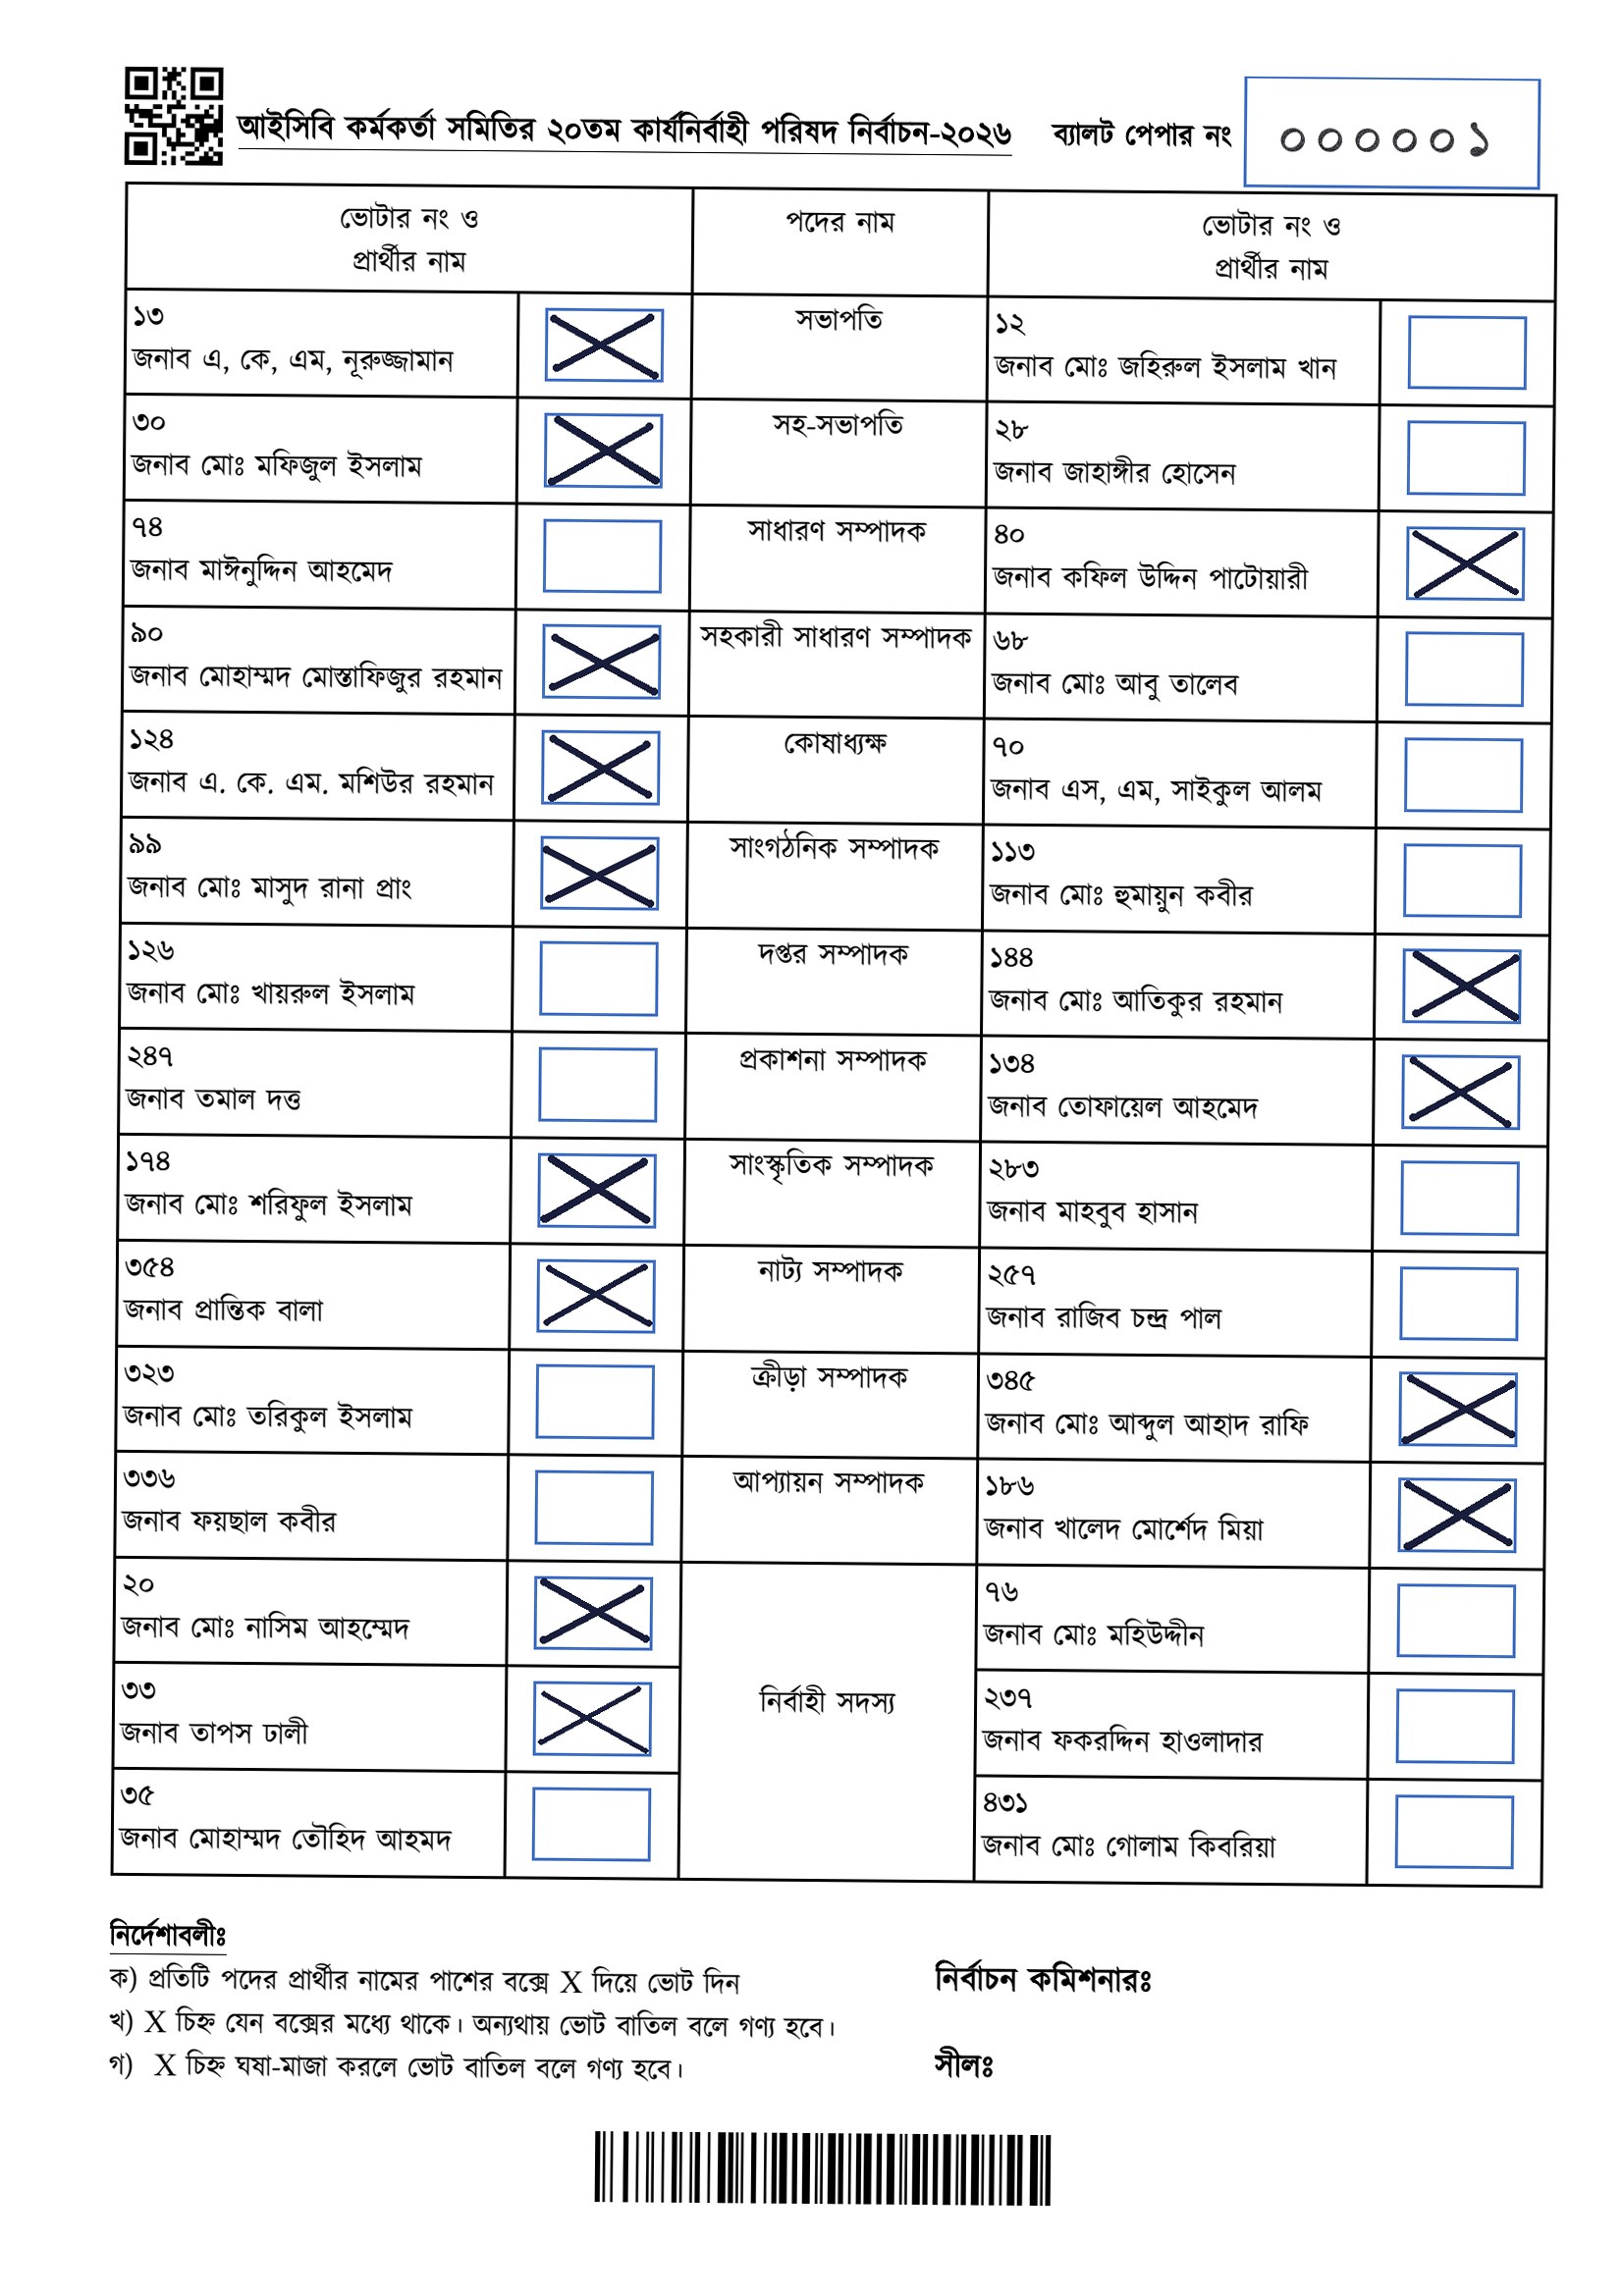 আইসিবি কর্মকর্তা সমিতির ২০তম কার্যনির্বাহী পরিষদ নির্বাচন-২০২৬ ব্যালট পেপার নং ০০০০০১
ভোটার নং ও
প্রার্থীর নাম
পদের নাম
ভোটার নং ও
প্রার্থীর নাম
১৩
জনাব এ, কে, এম, নূরুজ্জামান
সভাপতি
১২
জনাব মোঃ জহিরুল ইসলাম খান
৩০
জনাব মোঃ মফিজুল ইসলাম
সহ-সভাপতি
২৮
জনাব জাহাঙ্গীর হোসেন
৭৪
জনাব মাঈনুদ্দিন আহমেদ
সাধারণ সম্পাদক
৪০
জনাব কফিল উদ্দিন পাটোয়ারী
৯০
জনাব মোহাম্মদ মোস্তাফিজুর রহমান
সহকারী সাধারণ সম্পাদক
৬৮
জনাব মোঃ আবু তালেব
১২৪
জনাব এ. কে. এম. মশিউর রহমান
কোষাধ্যক্ষ
৭০
জনাব এস, এম, সাইকুল আলম
৯৯
জনাব মোঃ মাসুদ রানা প্রাং
সাংগঠনিক সম্পাদক
১১৩
জনাব মোঃ হুমায়ুন কবীর
১২৬
জনাব মোঃ খায়রুল ইসলাম
দপ্তর সম্পাদক
১৪৪
জনাব মোঃ আতিকুর রহমান
২৪৭
জনাব তমাল দত্ত
প্রকাশনা সম্পাদক
১৩৪
জনাব তোফায়েল আহমেদ
১৭৪
জনাব মোঃ শরিফুল ইসলাম
সাংস্কৃতিক সম্পাদক
২৮৩
জনাব মাহবুব হাসান
৩৫৪
জনাব প্রান্তিক বালা
নাট্য সম্পাদক
২৫৭
জনাব রাজিব চন্দ্র পাল
৩২৩
জনাব মোঃ তরিকুল ইসলাম
ক্রীড়া সম্পাদক
৩৪৫
জনাব মোঃ আব্দুল আহাদ রাফি
৩৩৬
জনাব ফয়ছাল কবীর
আপ্যায়ন সম্পাদক
১৮৬
জনাব খালেদ মোর্শেদ মিয়া
২০
জনাব মোঃ নাসিম আহম্মেদ
৭৬
জনাব মোঃ মহিউদ্দীন
৩৩
জনাব তাপস ঢালী
নির্বাহী সদস্য
২৩৭
জনাব ফকরদ্দিন হাওলাদার
৩৫
জনাব মোহাম্মদ তৌহিদ আহমদ
৪৩১
জনাব মোঃ গোলাম কিবরিয়া
নির্দেশাবলীঃ
ক) প্রতিটি পদের প্রার্থীর নামের পাশের বক্সে X দিয়ে ভোট দিন
নির্বাচন কমিশনারঃ
খ) X চিহ্ন যেন বক্সের মধ্যে থাকে। অন্যথায় ভোট বাতিল বলে গণ্য হবে।
গ) X চিহ্ন ঘষা-মাজা করলে ভোট বাতিল বলে গণ্য হবে।
সীলঃ